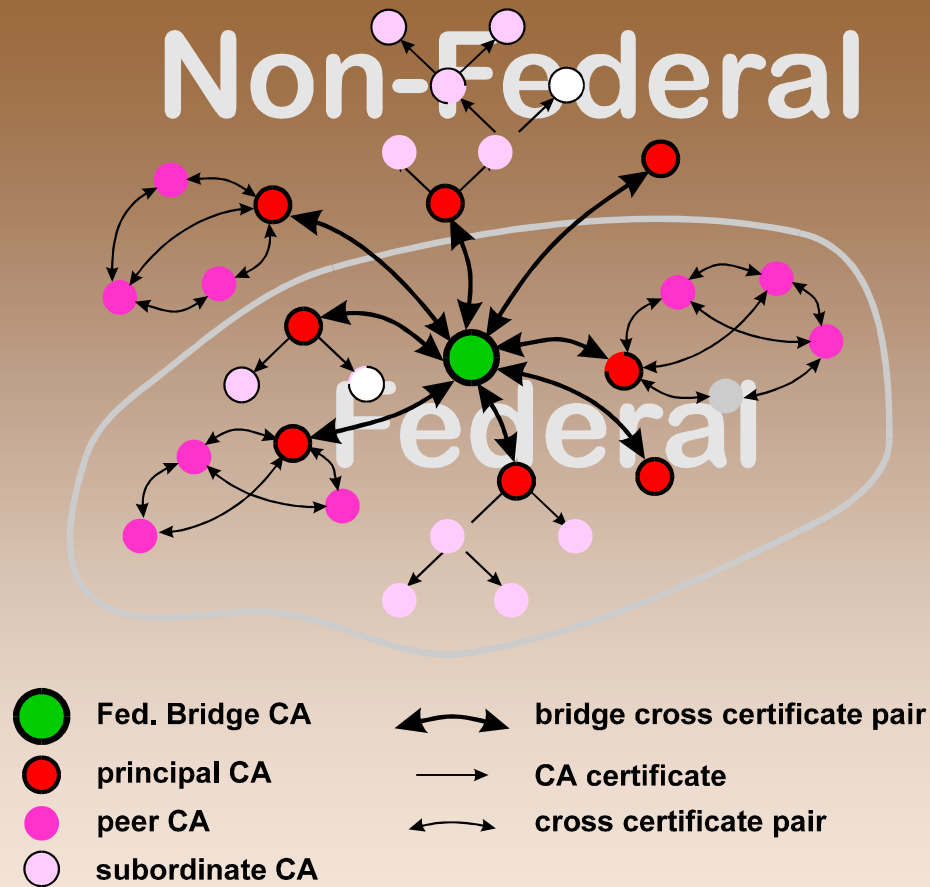 Non-Federal
Federal
Fed. Bridge CA
bridge cross certificate pair
principal CA
CA certificate
peer CA
cross certificate pair
subordinate CA